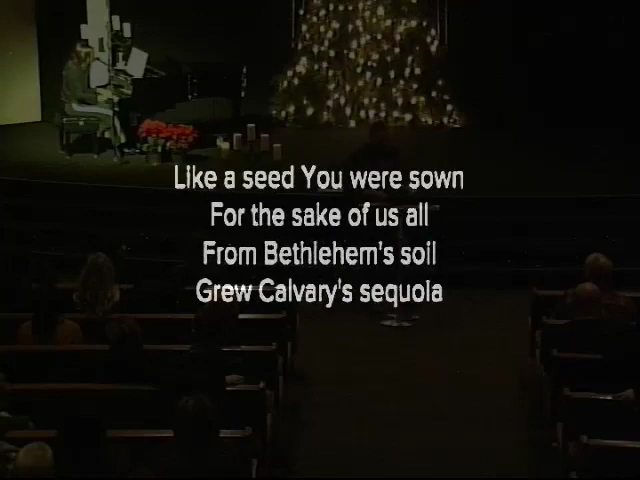 Like a seed You were sown
For the sake of us all
From Bethlehem's soil
Grew Calvary's sequoia